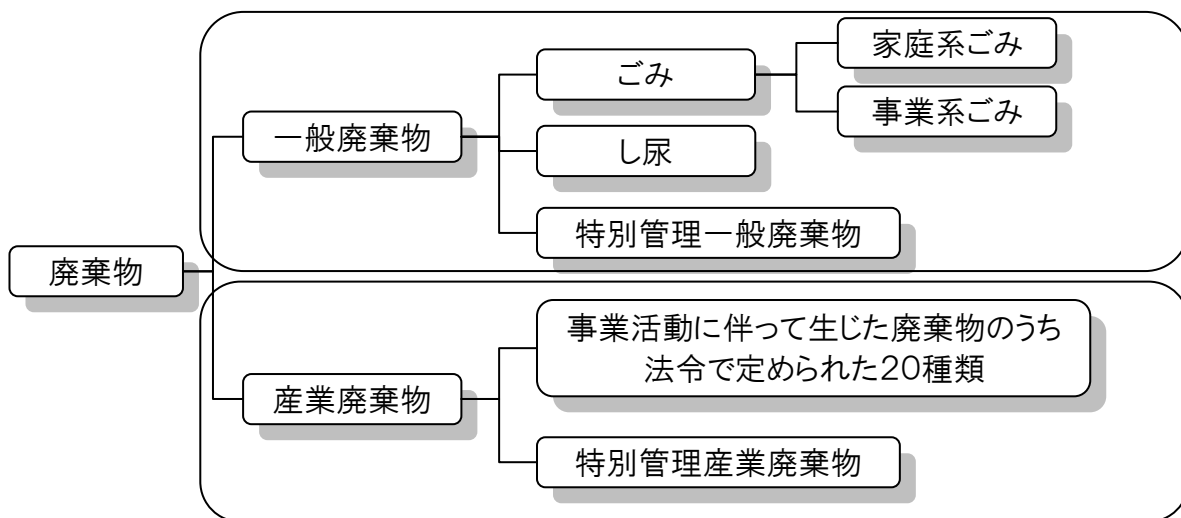 廃棄物
一般廃棄物
ごみ
家庭系ごみ
事業系ごみ
し尿
特別管理一般廃棄物
産業廃棄物
事業活動に伴って生じた廃棄物のうち
法令で定められた20種類
特別管理産業廃棄物